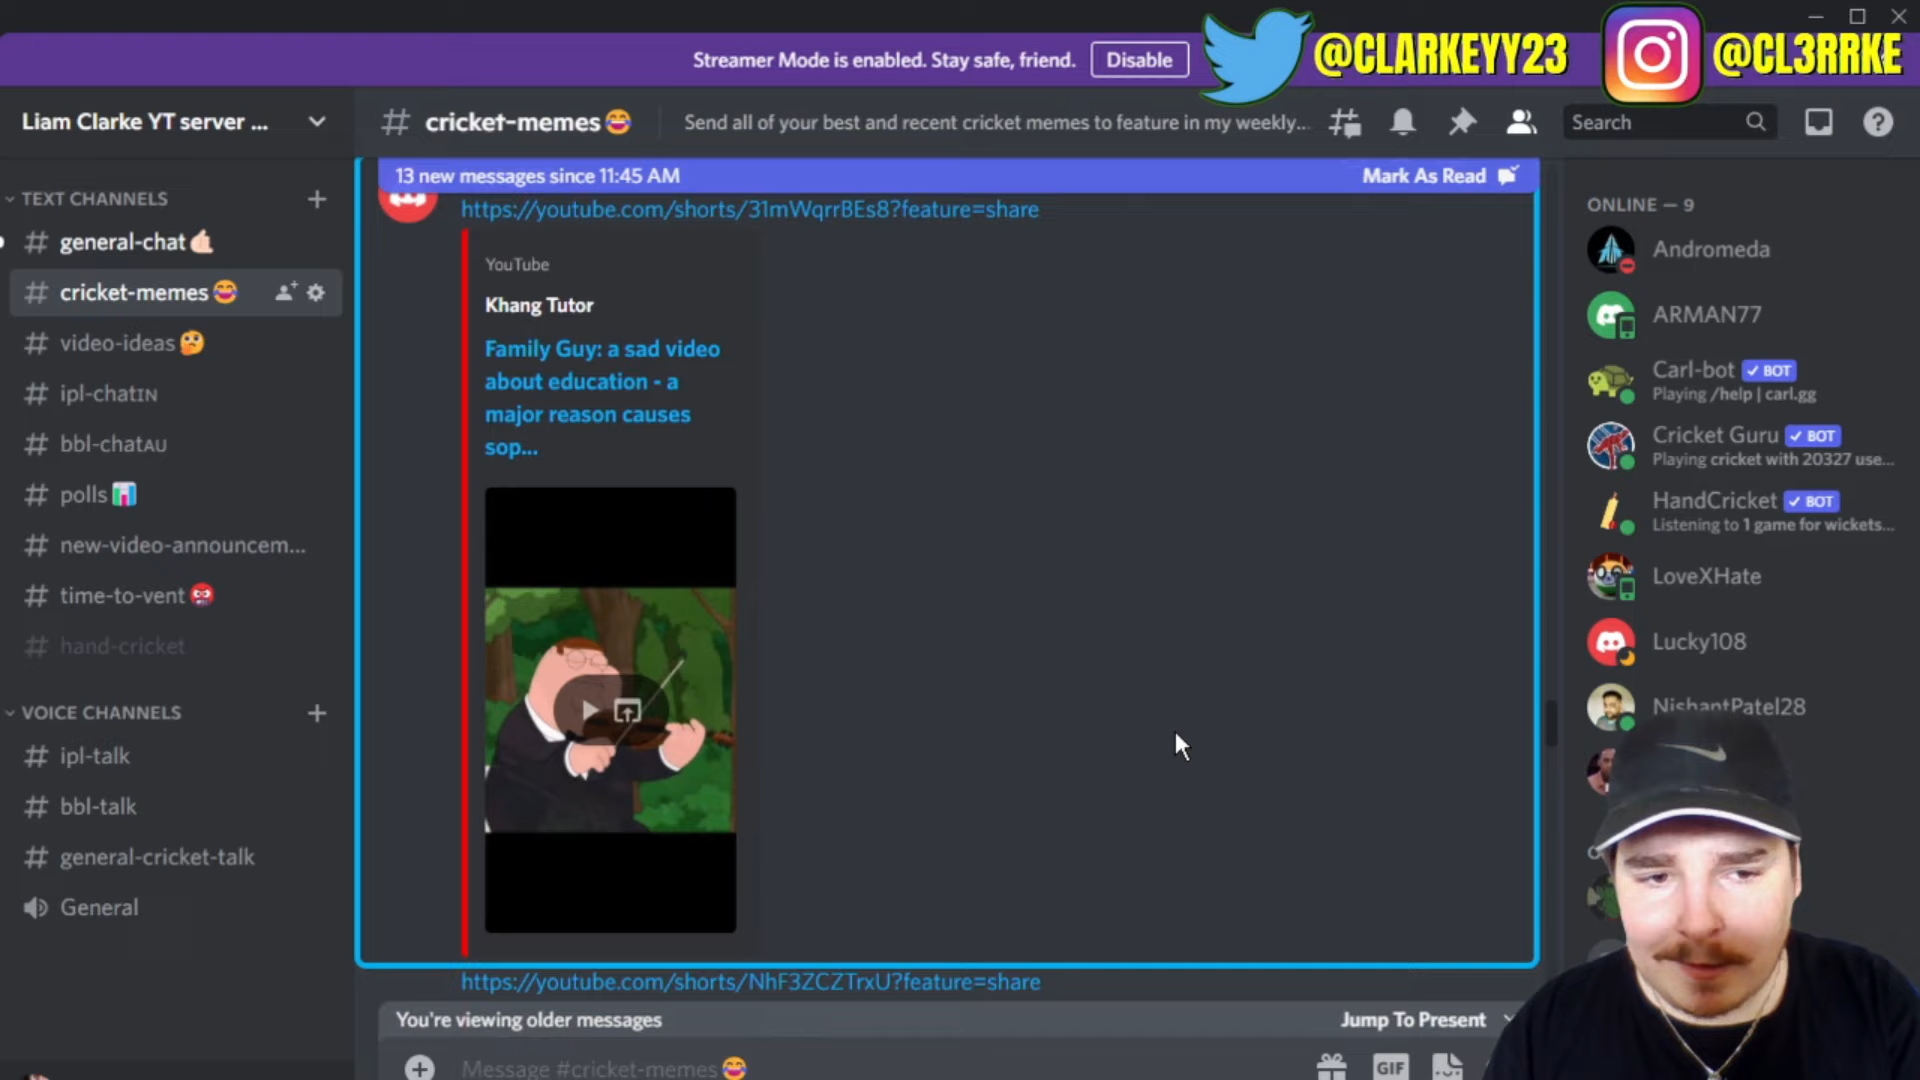 Streamer Mode is enabled. Stay safe, friend.
Disable
@CLARKEYY23
@CL3RRKE
Liam Clarke YT server ...
# cricket-memes😂
Send all of your best and recent cricket memes to feature in my weekly...
Search
13 new messages since 11:45 AM
Mark As Read
TEXT CHANNELS
# general-chat🤙🏻
# cricket-memes😂
# video-ideas🤔
# ipl-chatIN
# bbl-chatAU
# polls📊
# new-video-announcem...
# time-to-vent🤬
# hand-cricket
VOICE CHANNELS
# ipl-talk
# bbl-talk
# general-cricket-talk
General
https://youtube.com/shorts/31mWqrrBEs8?feature=share
YouTube
Khang Tutor
Family Guy: a sad video
about education - a
major reason causes
sop...
https://youtube.com/shorts/NhF3ZCZTrxU?feature=share
You're viewing older messages
Jump To Present
Message #cricket-memes😂
GIF
ONLINE — 9
Andromeda
ARMAN77
Carl-bot ✓ BOT
Playing /help | carl.gg
Cricket Guru ✓ BOT
Playing cricket with 20327 use...
HandCricket ✓ BOT
Listening to 1 game for wickets...
LoveXHate
Lucky108
NishantPatel28